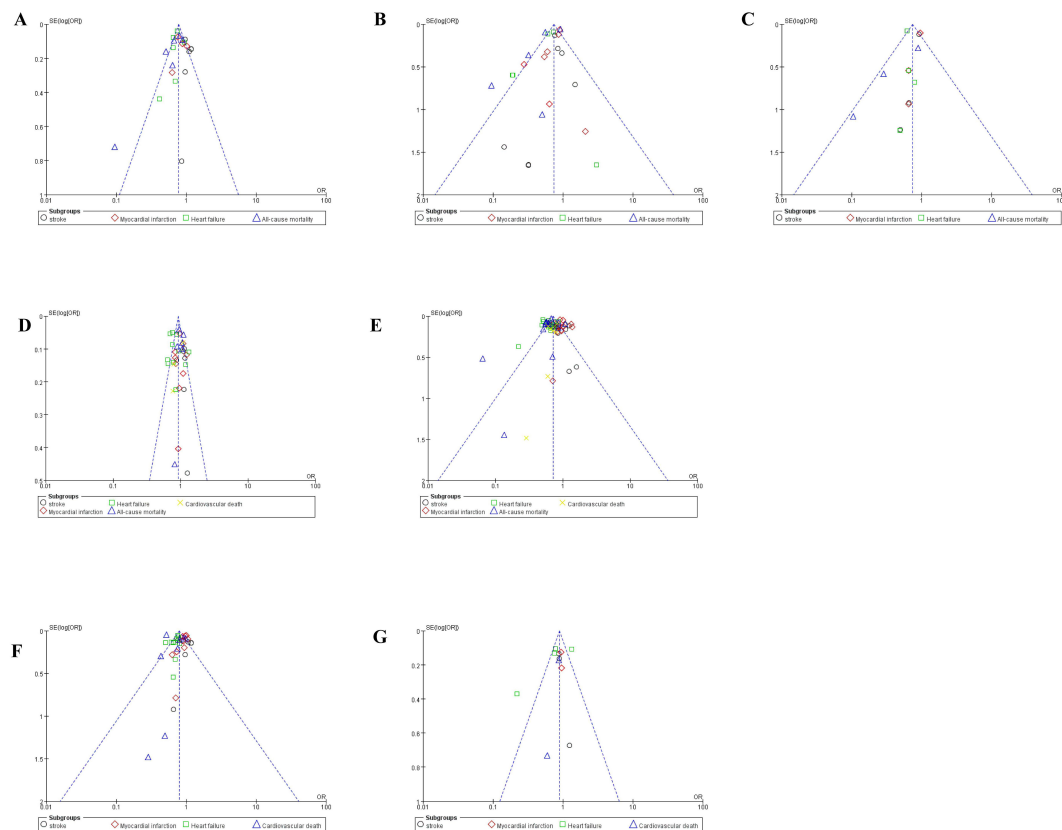 A
SE(log[OR])
0
0.2
0.4
0.6
0.8
1
0.01 0.1 1 10 100
OR
Subgroups
stroke Myocardial infarction Heart failure All-cause mortality
B
SE(log[OR])
0
0.5
1
1.5
2
0.01 0.1 1 10 100
OR
Subgroups
stroke Myocardial infarction Heart failure All-cause mortality
C
SE(log[OR])
0
0.5
1
1.5
2
0.01 0.1 1 10 100
OR
Subgroups
stroke Myocardial infarction Heart failure All-cause mortality
D
SE(log[OR])
0
0.1
0.2
0.3
0.4
0.5
0.01 0.1 1 10 100
OR
Subgroups
stroke Heart failure Cardiovascular death
Myocardial infarction All-cause mortality
E
SE(log[OR])
0
0.5
1
1.5
2
0.01 0.1 1 10 100
OR
Subgroups
stroke Heart failure Cardiovascular death
Myocardial infarction All-cause mortality
F
SE(log[OR])
0
0.5
1
1.5
2
0.01 0.1 1 10 100
OR
Subgroups
stroke Myocardial infarction Heart failure Cardiovascular death
G
SE(log[OR])
0
0.2
0.4
0.6
0.8
1
0.01 0.1 1 10 100
OR
Subgroups
stroke Myocardial infarction Heart failure Cardiovascular death